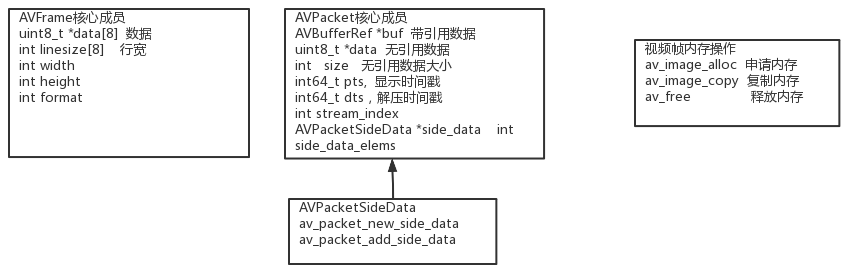 AVFrame核心成员
uint8_t *data[8]  数据
int linesize[8]    行宽
int width
int height
int format
AVPacket核心成员
AVBufferRef *buf  带引用数据
uint8_t *data  无引用数据
int   size   无引用数据大小
int64_t pts,  显示时间戳
int64_t dts , 解压时间戳
int stream_index
AVPacketSideData *side_data    int
side_data_elems
视频帧内存操作
av_image_alloc  申请内存
av_image_copy  复制内存
av_free               释放内存
AVPacketSideData
av_packet_new_side_data
av_packet_add_side_data